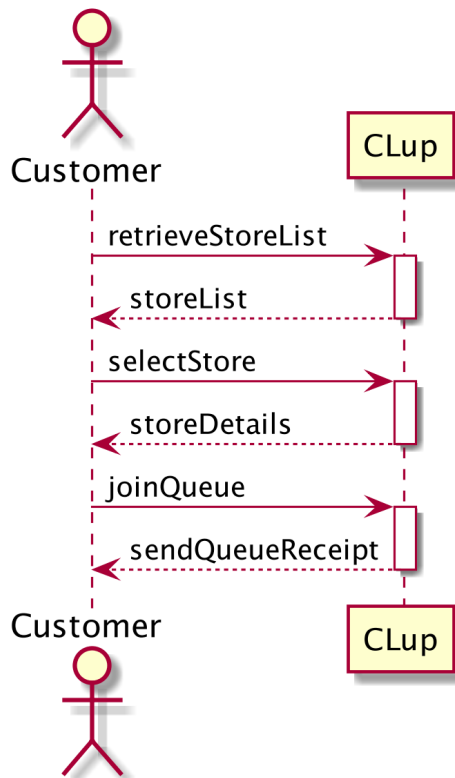 Customer
CLup
retrieveStoreList
storeList
selectStore
storeDetails
joinQueue
sendQueueReceipt
Customer
CLup